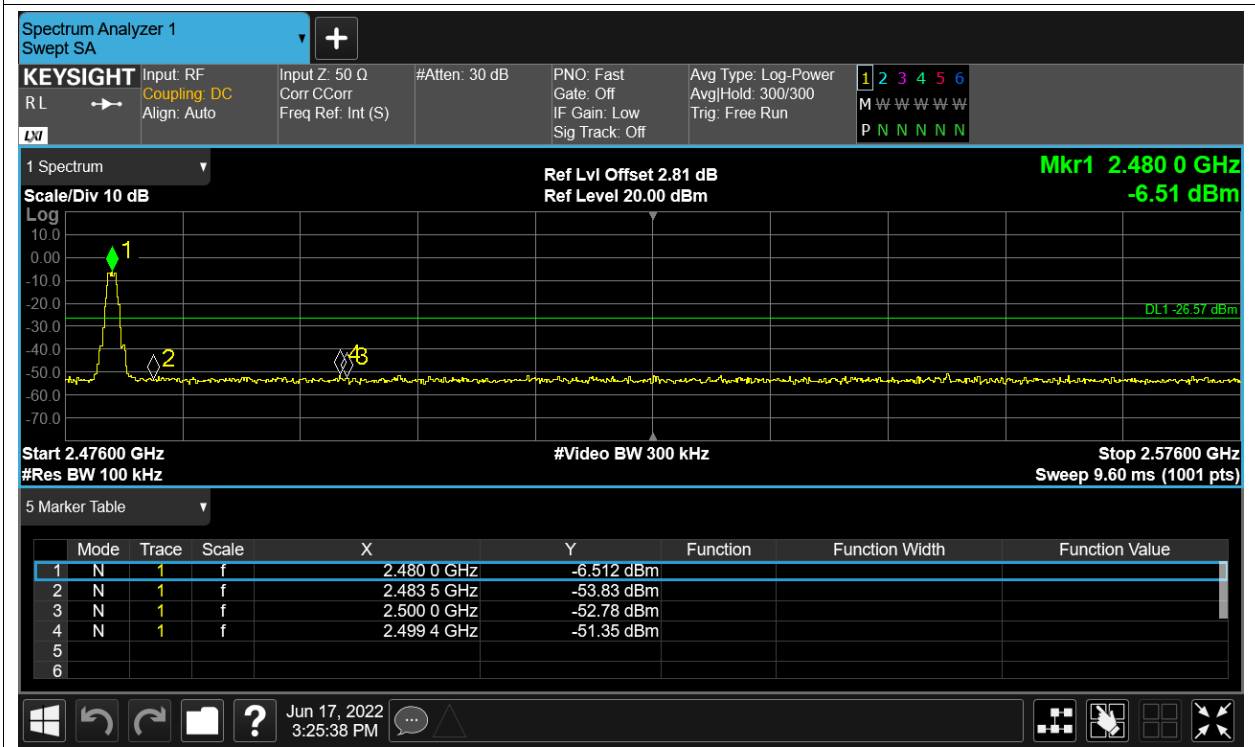 Spectrum Analyzer 1
Swept SA
KEYSIGHT Input: RF Input Z: 50 Ω #Atten: 30 dB PNO: Fast Avg Type: Log-Power 1 2 3 4 5 6
R L Coupling: DC Corr CCorr Gate: Off Avg|Hold: 300/300 M W W W W W
Align: Auto Freq Ref: Int (S) IF Gain: Low Trig: Free Run
LXI Sig Track: Off P N N N N N
1 Spectrum Ref Lvl Offset 2.81 dB Mkr1 2.480 0 GHz
Scale/Div 10 dB Ref Level 20.00 dBm -6.51 dBm
Log
10.0
1
0.00
-10.0
-20.0
DL1 -26.57 dBm
-30.0
-40.0
2 43
-50.0
-60.0
-70.0
Start 2.47600 GHz #Video BW 300 kHz Stop 2.57600 GHz
#Res BW 100 kHz Sweep 9.60 ms (1001 pts)
5 Marker Table
Mode Trace Scale X Y Function Function Width Function Value
1 N 1 f 2.480 0 GHz -6.512 dBm
2 N 1 f 2.483 5 GHz -53.83 dBm
3 N 1 f 2.500 0 GHz -52.78 dBm
4 N 1 f 2.499 4 GHz -51.35 dBm
5
6
? Jun 17, 2022
3:25:38 PM